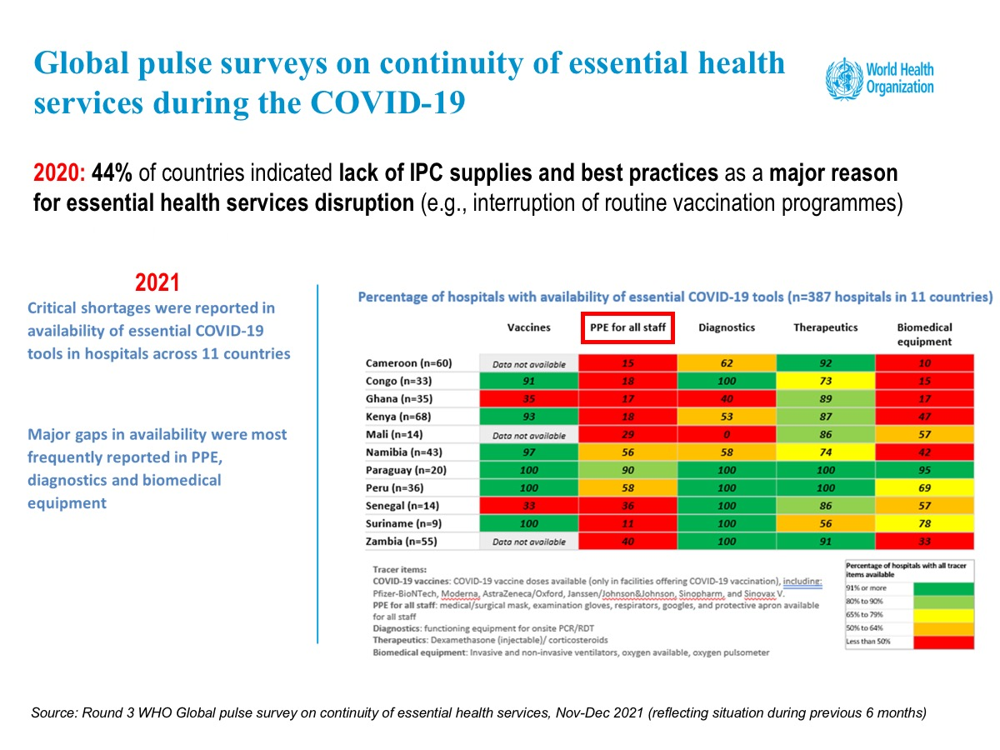 Global pulse surveys on continuity of essential health
services during the COVID-19
World Health
Organization
2020: 44% of countries indicated lack of IPC supplies and best practices as a major reason
for essential health services disruption (e.g., interruption of routine vaccination programmes)
2021
Critical shortages were reported in
availability of essential COVID-19
tools in hospitals across 11 countries
Major gaps in availability were most
frequently reported in PPE,
diagnostics and biomedical
equipment
Percentage of hospitals with availability of essential COVID-19 tools (n=387 hospitals in 11 countries)
Vaccines PPE for all staff Diagnostics Therapeutics Biomedical
equipment
Cameroon (n=60) Data not available 15 62 92 10
Congo (n=33) 91 18 100 73 15
Ghana (n=35) 35 17 40 89 17
Kenya (n=68) 93 18 53 87 47
Mali (n=14) Data not available 29 0 86 57
Namibia (n=43) 97 56 58 74 42
Paraguay (n=20) 100 90 100 100 95
Peru (n=36) 100 58 100 100 69
Senegal (n=14) 33 36 100 86 57
Suriname (n=9) 100 11 100 56 78
Zambia (n=55) Data not available 40 100 91 33
Tracer items:
COVID-19 vaccines: COVID-19 vaccine doses available (only in facilities offering COVID-19 vaccination), including:
Pfizer-BioNTech, Moderna, AstraZeneca/Oxford, Janssen/Johnson&Johnson, Sinopharm, and Sinovax V.
PPE for all staff: medical/surgical mask, examination gloves, respirators, googles, and protective apron available
for all staff
Diagnostics: functioning equipment for onsite PCR/RDT
Therapeutics: Dexamethasone (injectable)/ corticosteroids
Biomedical equipment: Invasive and non-invasive ventilators, oxygen available, oxygen pulsometer
Percentage of hospitals with all tracer
items available
91% or more
80% to 90%
65% to 79%
50% to 64%
Less than 50%
Source: Round 3 WHO Global pulse survey on continuity of essential health services, Nov-Dec 2021 (reflecting situation during previous 6 months)